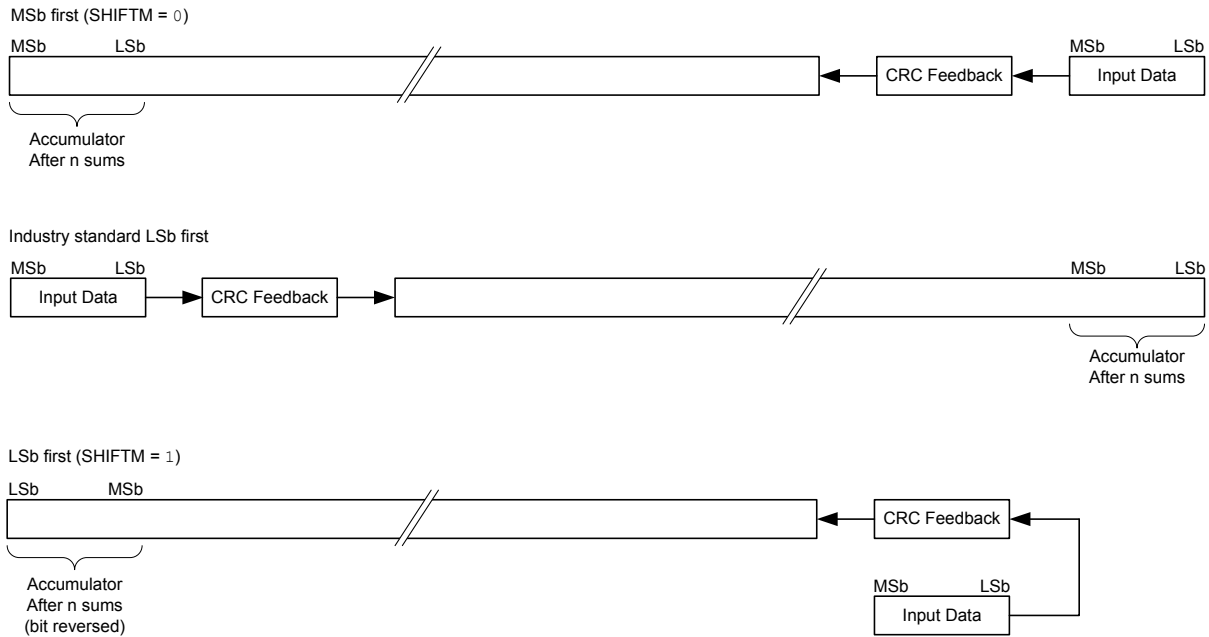 MSb first (SHIFTM = 0)
MSb LSb MSb LSb
CRC Feedback Input Data
Accumulator
After n sums
Industry standard LSb first
MSb LSb MSb LSb
Input Data CRC Feedback
Accumulator
After n sums
LSb first (SHIFTM = 1)
LSb MSb
CRC Feedback
Accumulator
After n sums
(bit reversed)
MSb LSb
Input Data